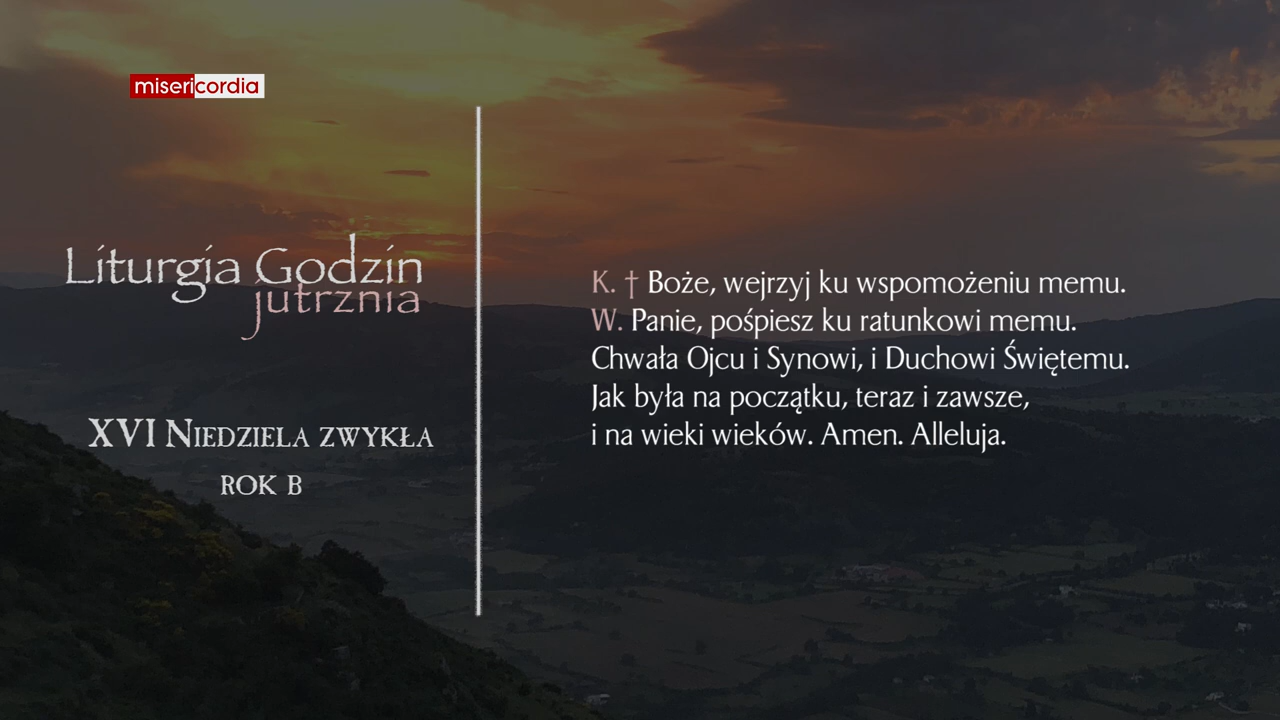 misericordia
Liturgia Godzin
jutrznia
XVI Niedziela zwykła
rok B
K. † Boże, wejrzyj ku wspomożeniu memu.
W. Panie, pośpiesz ku ratunkowi memu.
Chwała Ojcu i Synowi, i Duchowi Świętemu.
Jak była na początku, teraz i zawsze,
i na wieki wieków. Amen. Alleluja.